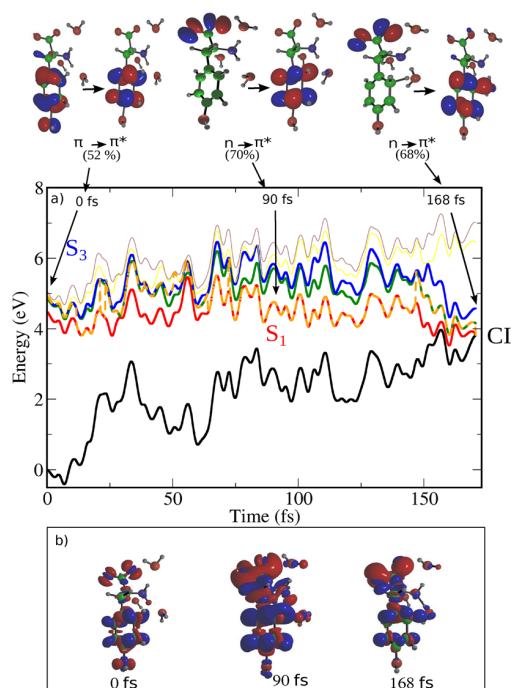 π → π*
(52 %)
n → π*
(70%)
n → π*
(68%)
a)
0 fs
90 fs
168 fs
S3
S1
CI
8
6
4
2
0
Energy (eV)
0
50
100
150
Time (fs)
b)
0 fs
90 fs
168 fs